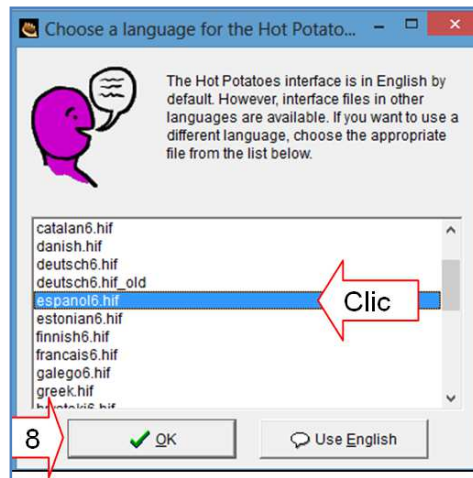 Choose a language for the Hot Potato...
The Hot Potatoes interface is in English by
default. However, interface files in other
languages are available. If you want to use a
different language, choose the appropriate
file from the list below.
catalan6.hif
danish.hif
deutsch6.hif
deutsch6.hif_old
espanol6.hif
Clic
estonian6.hif
finnish6.hif
francais6.hif
galego6.hif
greek.hif
8
OK
Use English